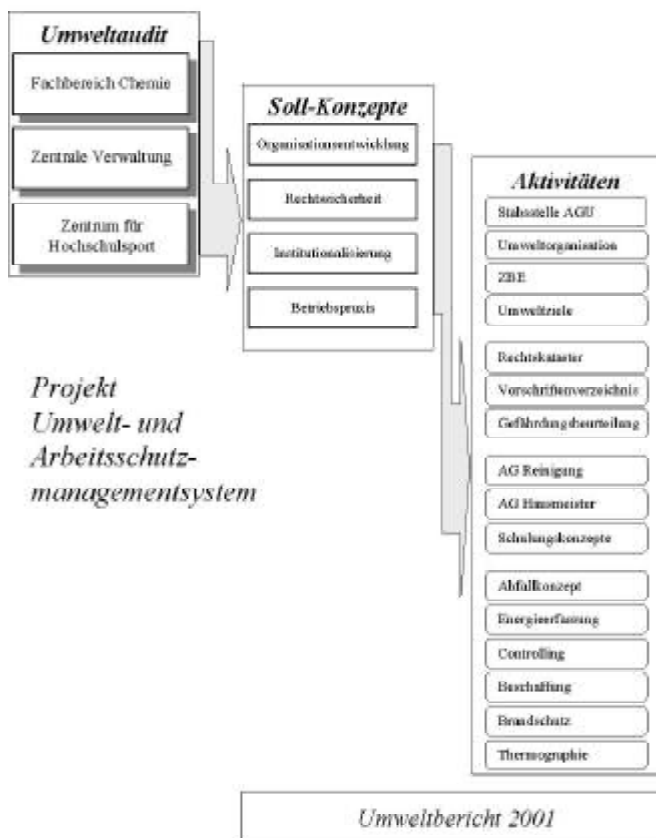 Umweltaudit
Fachbereich Chemie
Zentrale Verwaltung
Zentrum für
Hochschulsport
Soll-Konzepte
Organisationsentwicklung
Rechtssicherheit
Institutionalisierung
Betriebspraxis
Aktivitäten
Stabsstelle AGU
Umweltorganisation
ZBE
Umweltziele
Rechtskataster
Vorschriftenverzeichnis
Gefährdungsbeurteilung
AG Reinigung
AG Hausmeister
Schulungskonzepte
Abfallkonzept
Energieerfassung
Controlling
Beschaffung
Brandschutz
Thermographie
Projekt
Umwelt- und
Arbeitsschutz-
managementsystem
Umweltbericht 2001